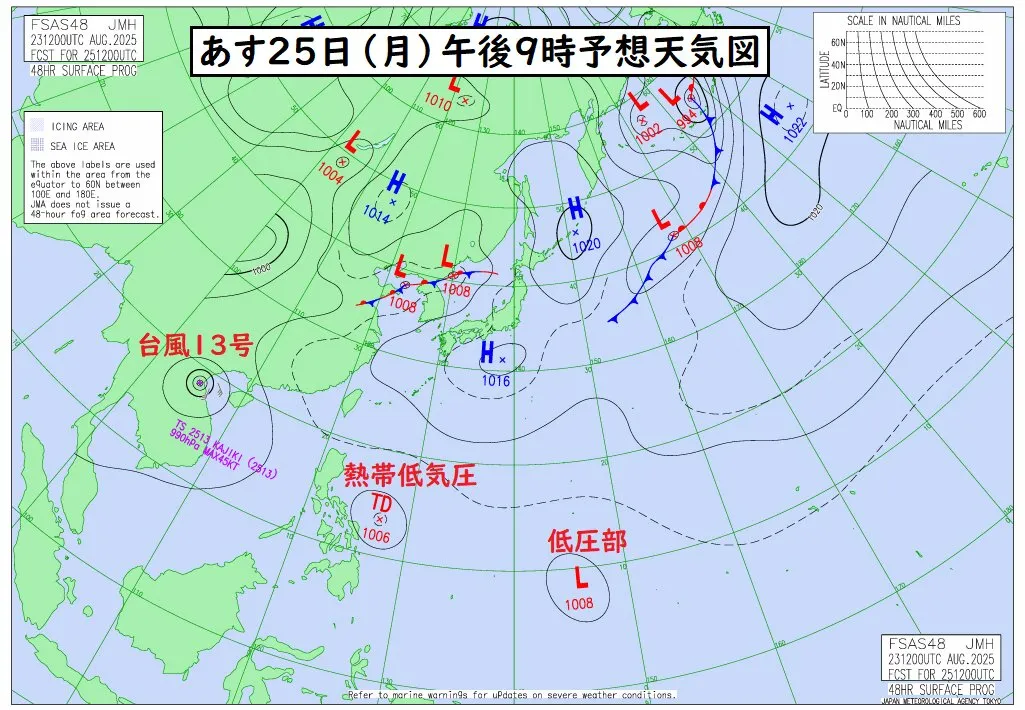 FSAS48 JMH
231200UTC AUG.2025
FCST FOR 251200UTC
48HR SURFACE PROG
あす25日(月)午後9時予想天気図
SCALE IN NAUTICAL MILES
LATITUDE
60N
40N
20N
EQ
0 100 200 300 400 500 600
NAUTICAL MILES
ICING AREA
SEA ICE AREA
The above labels are used
within the area from the
equator to 60N between
100E and 180E.
JMA does not issue a
48-hour fog area forecast.
H
H
L
1010
L
1002
L
994
H
1022
1020
L
1004
H
1014
H
1020
L
1008
1000
L
1008
L
1008
台風13号
H
1016
TS 2513 KAJIKI (2513)
990hPa MAX45KT
熱帯低気圧
TD
1006
低圧部
L
1008
FSAS48 JMH
231200UTC AUG.2025
FCST FOR 251200UTC
48HR SURFACE PROG
JAPAN METEOROLOGICAL AGENCY TOKYO
Refer to marine warnings for updates on severe weather conditions.